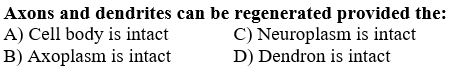 Axons and dendrites can be regenerated provided the:
A) Cell body is intact C) Neuroplasm is intact
B) Axoplasm is intact D) Dendron is intact